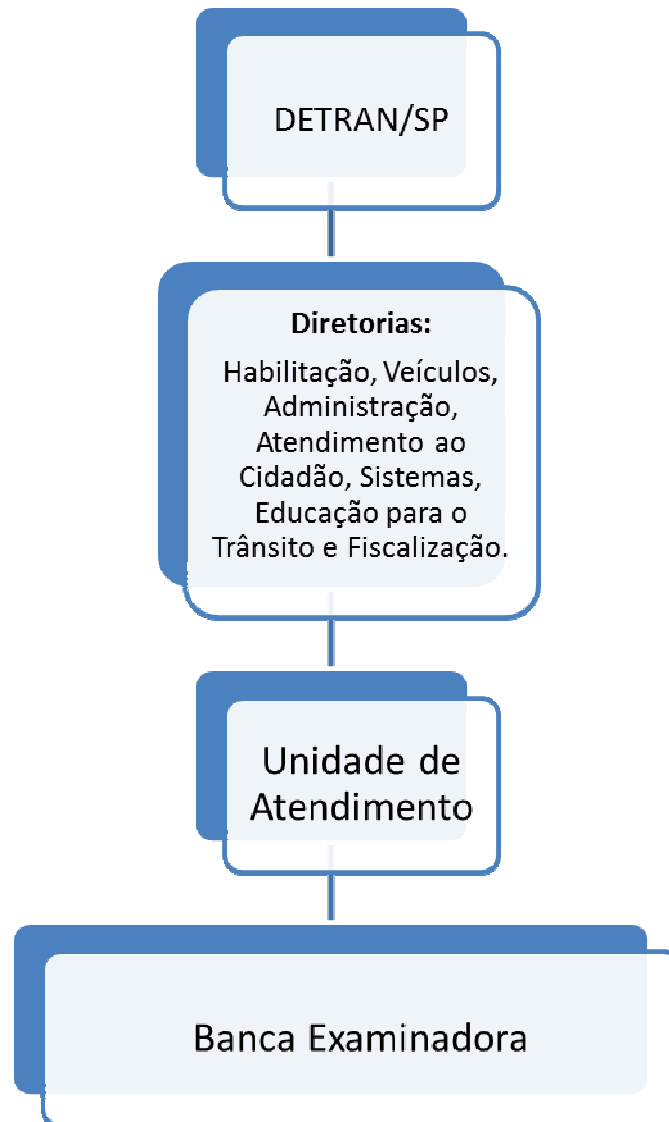 DETRAN/SP
Diretorias:
Habilitação, Veículos,
Administração,
Atendimento ao
Cidadão, Sistemas,
Educação para o
Trânsito e Fiscalização.
Unidade de
Atendimento
Banca Examinadora